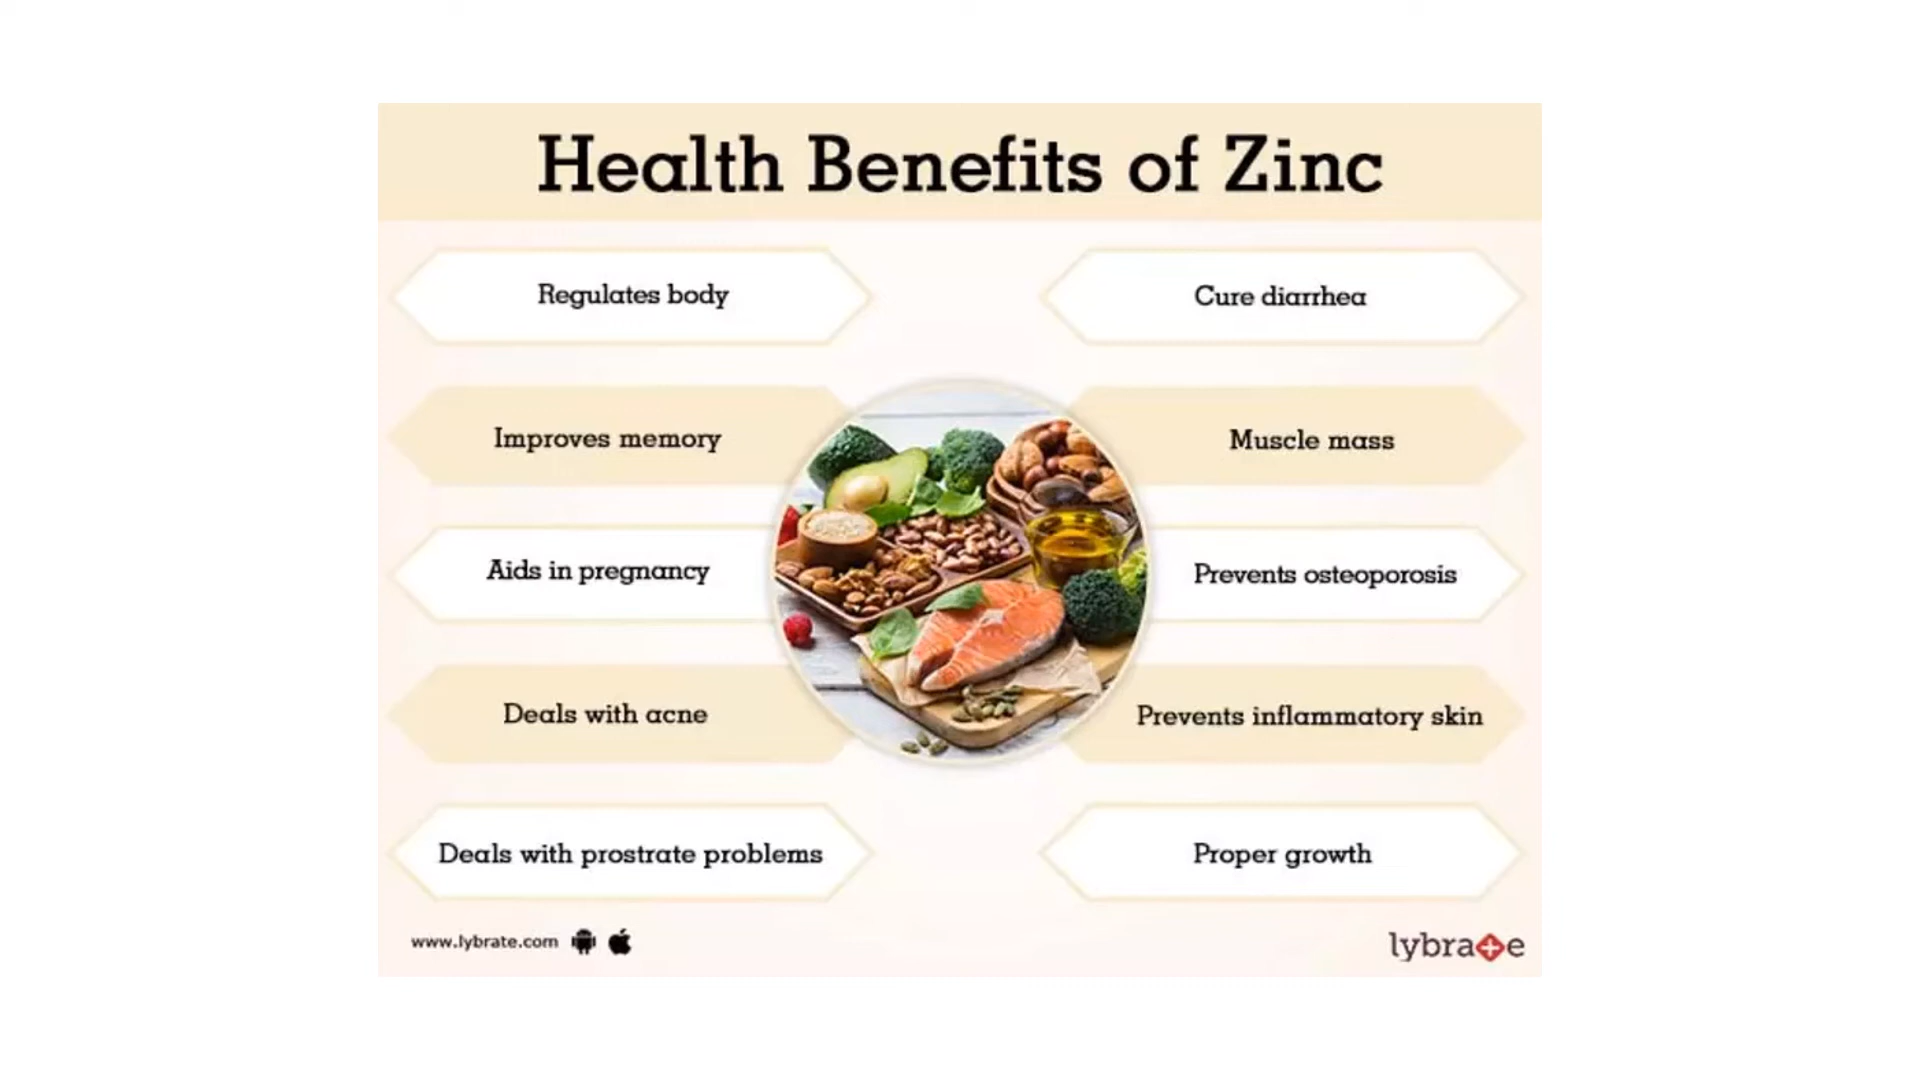 Health Benefits of Zinc
Regulates body
Cure diarrhea
Improves memory
Muscle mass
Aids in pregnancy
Prevents osteoporosis
Deals with acne
Prevents inflammatory skin
Deals with prostrate problems
Proper growth
www.lybrate.com
lybrate